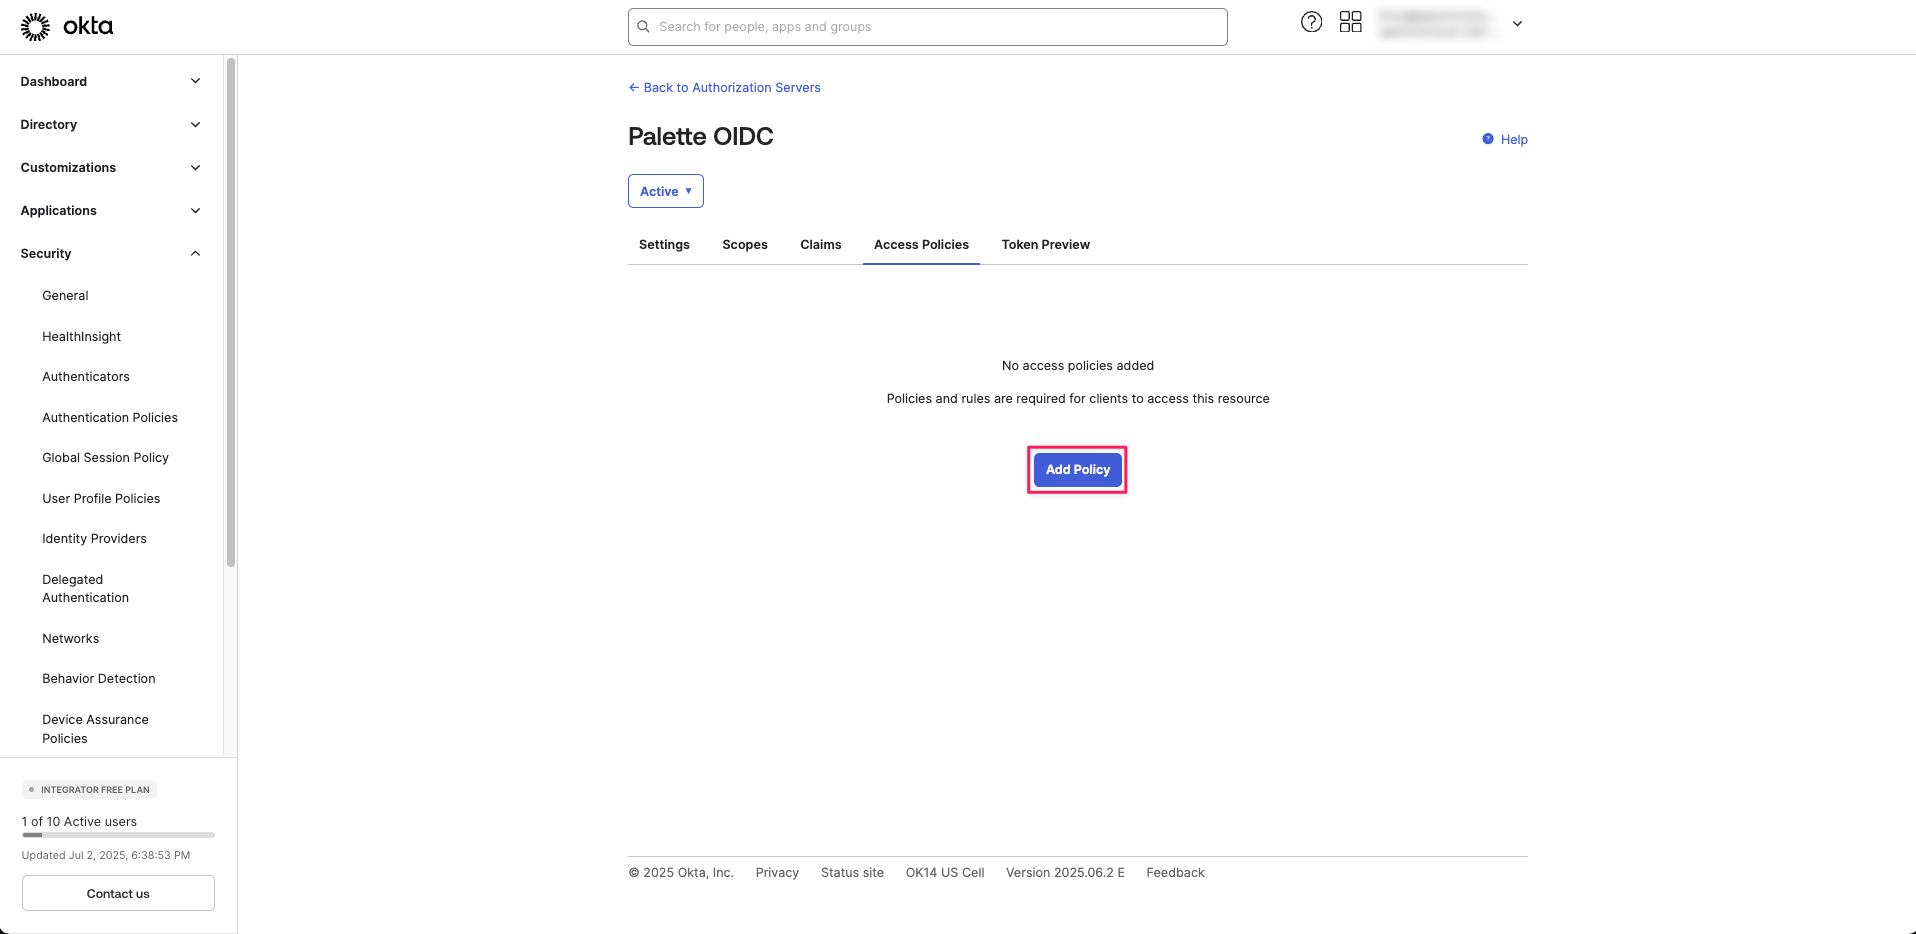 okta
Search for people, apps and groups
Dashboard
Directory
Customizations
Applications
Security
General
HealthInsight
Authenticators
Authentication Policies
Global Session Policy
User Profile Policies
Identity Providers
Delegated
Authentication
Networks
Behavior Detection
Device Assurance
Policies
INTEGRATOR FREE PLAN
1 of 10 Active users
Updated Jul 2, 2025, 6:38:53 PM
Contact us
← Back to Authorization Servers
Palette OIDC
Help
Active ▼
Settings Scopes Claims Access Policies Token Preview
No access policies added
Policies and rules are required for clients to access this resource
Add Policy
© 2025 Okta, Inc. Privacy Status site OK14 US Cell Version 2025.06.2 E Feedback